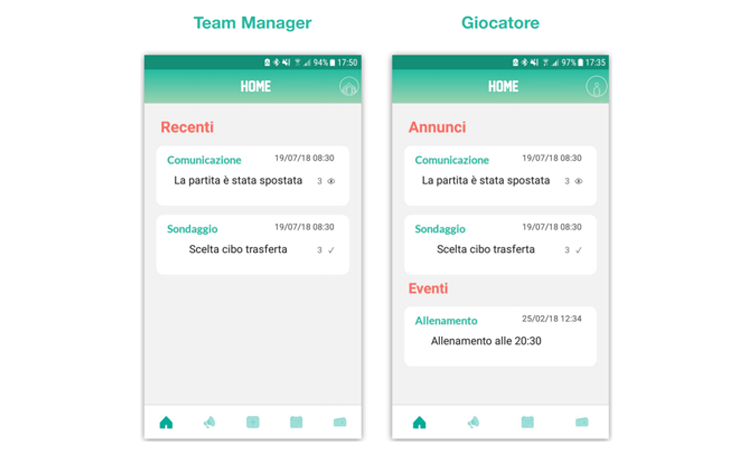 Team Manager
Giocatore
94% 17:50
HOME
Recenti
Comunicazione 19/07/18 08:30
La partita è stata spostata 3
Sondaggio 19/07/18 08:30
Scelta cibo trasferta 3
97% 17:35
HOME
Annunci
Comunicazione 19/07/18 08:30
La partita è stata spostata 3
Sondaggio 19/07/18 08:30
Scelta cibo trasferta 3
Eventi
Allenamento 25/02/18 12:34
Allenamento alle 20:30